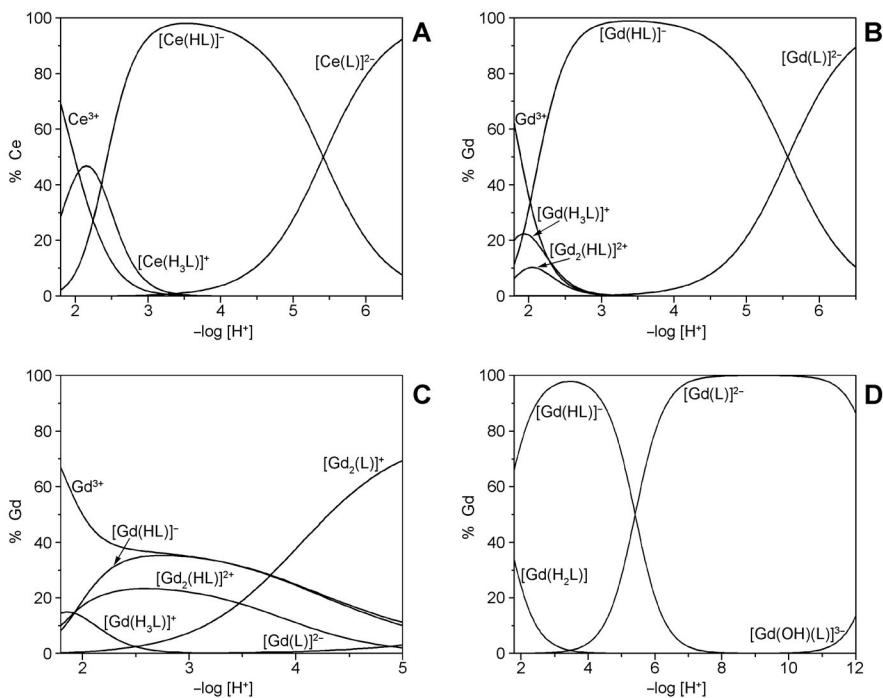 A
100
80
60
40
20
0
% Ce
Ce³⁺
[Ce(HL)]⁻
[Ce(L)]²⁻
[Ce(H₃L)]⁺
2 3 4 5 6
–log [H⁺]
B
100
80
60
40
20
0
% Gd
[Gd(HL)]⁻
[Gd(L)]²⁻
Gd³⁺
[Gd(H₃L)]⁺
[Gd₂(HL)]²⁺
2 3 4 5 6
–log [H⁺]
C
100
80
60
40
20
0
% Gd
[Gd₂(L)]⁺
Gd³⁺
[Gd(HL)]⁻
[Gd₂(HL)]²⁺
[Gd(H₃L)]⁺
[Gd(L)]²⁻
2 3 4 5
–log [H⁺]
D
100
80
60
40
20
0
% Gd
[Gd(HL)]⁻
[Gd(L)]²⁻
[Gd(H₂L)]
[Gd(OH)(L)]³⁻
2 4 6 8 10 12
–log [H⁺]